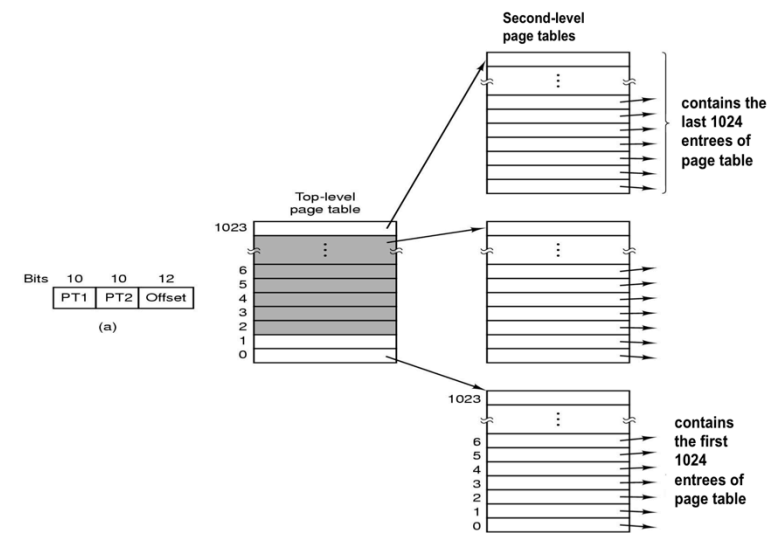 Second-level
page tables
contains the
last 1024
entrees of
page table
Top-level
page table
1023
6
5
4
3
2
1
0
Bits 10 10 12
PT1 PT2 Offset
(a)
1023
6
5
4
3
2
1
0
contains
the first
1024
entrees of
page table